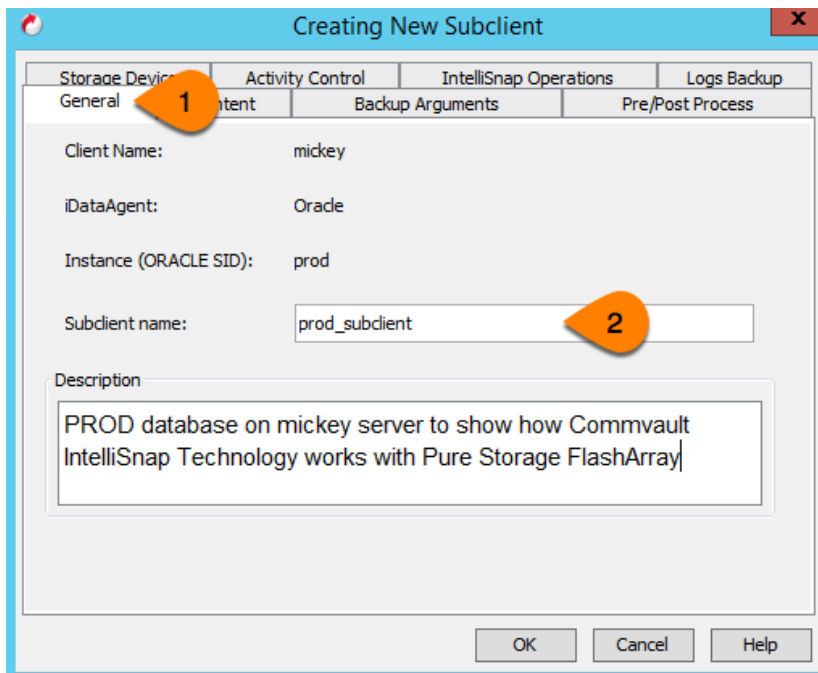 Creating New Subclient
X
Storage Device Activity Control IntelliSnap Operations Logs Backup
General 1 Backup Arguments Pre/Post Process
Client Name: mickey
iDataAgent: Oracle
Instance (ORACLE SID): prod
Subclient name: prod_subclient 2
Description
PROD database on mickey server to show how Commvault
IntelliSnap Technology works with Pure Storage FlashArray
OK Cancel Help